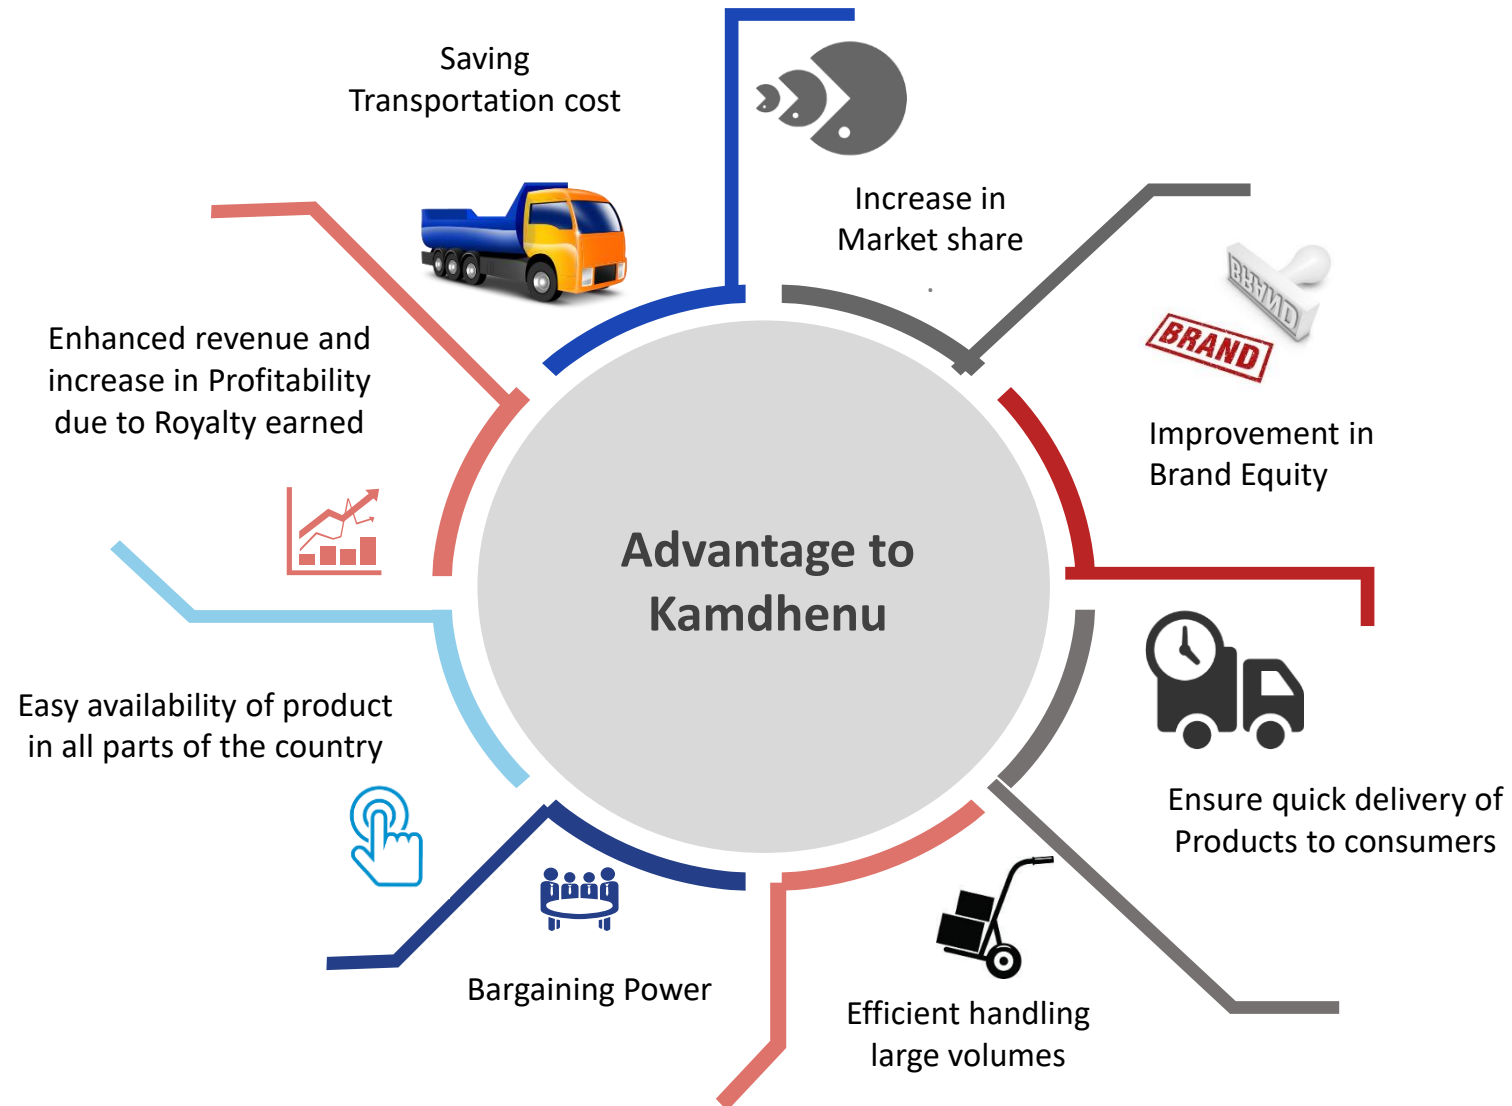 Advantage to
Kamdhenu
Saving
Transportation cost
Increase in
Market share
.
BRAND
BRAND
Improvement in
Brand Equity
Ensure quick delivery of
Products to consumers
Efficient handling
large volumes
Bargaining Power
Easy availability of product
in all parts of the country
Enhanced revenue and
increase in Profitability
due to Royalty earned